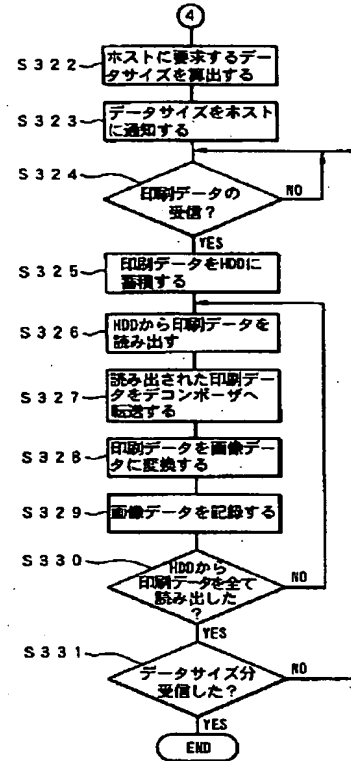 4
S322
ホストに要求するデー
タサイズを算出する
S323
データサイズをホスト
に通知する
S324
印刷データの
受信?
NO
YES
S325
印刷データをHDDに
蓄積する
S326
HDDから印刷データを
読み出す
S327
読み出された印刷デー
タをデコンポーザへ
転送する
S328
印刷データを画像デー
タに変換する
S329
画像データを記録する
S330
HDDから
印刷データを全て
読み出した
?
NO
YES
S331
データサイズ分
受信した?
NO
YES
END